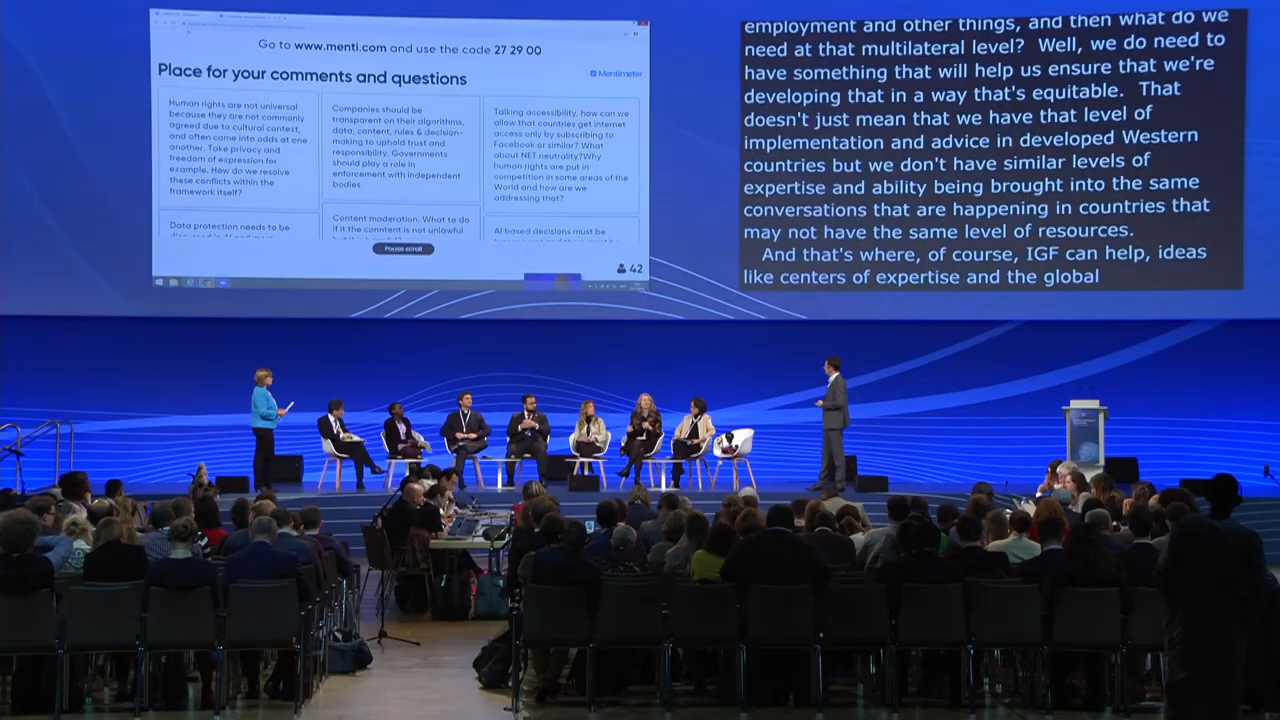 Go to www.menti.com and use the code 27 29 00
Place for your comments and questions
Mentimeter
Human rights are not universal
because they are not commonly
agreed due to cultural context,
and often come into odds at one
another. Take privacy and
freedom of expression for
example. How do we resolve
these conflicts within the
framework itself?
Companies should be
transparent on their algorithms,
data, content, rules & decision-
making to uphold trust and
responsibility. Governments
should play a role in
enforcement with independent
bodies.
Talking accessibility, how can we
allow that countries get internet
access only by subscribing to
Facebook or similar? What
about NET neutrality?Why
human rights are put in
competition in some areas of the
World and how are we
addressing that?
Data protection needs to be
Content moderation. What to do
if it the conntent is not unlawful
AI based decisions must be
Pause scroll
42
employment and other things, and then what do we
need at that multilateral level? Well, we do need to
have something that will help us ensure that we're
developing that in a way that's equitable. That
doesn't just mean that we have that level of
implementation and advice in developed Western
countries but we don't have similar levels of
expertise and ability being brought into the same
conversations that are happening in countries that
may not have the same level of resources.
And that's where, of course, IGF can help, ideas
like centers of expertise and the global